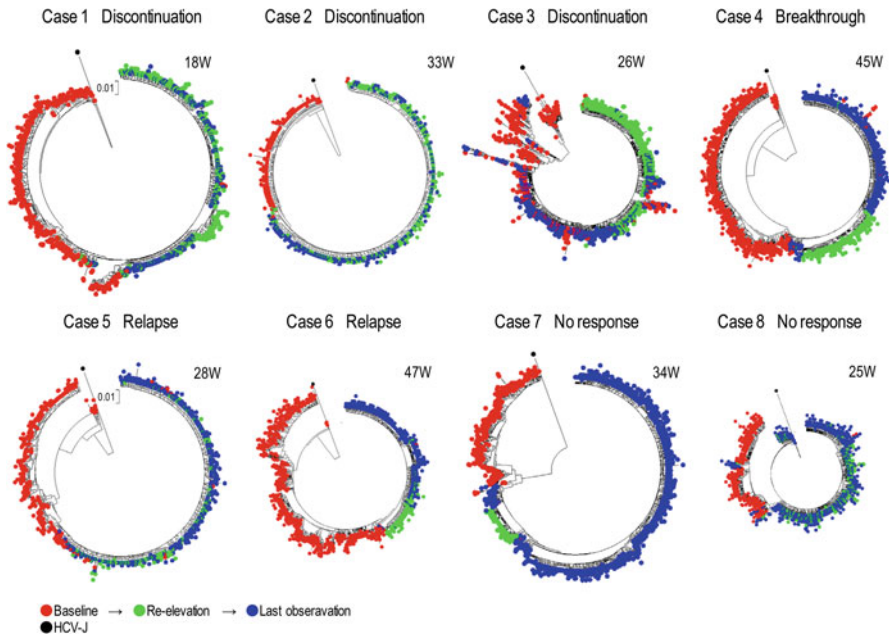 Case 1 Discontinuation
Case 2 Discontinuation
Case 3 Discontinuation
Case 4 Breakthrough
18W
33W
26W
45W
0.01
Case 5 Relapse
Case 6 Relapse
Case 7 No response
Case 8 No response
28W
47W
34W
25W
0.01
Baseline → Re-elevation → Last obseravation
HCV-J